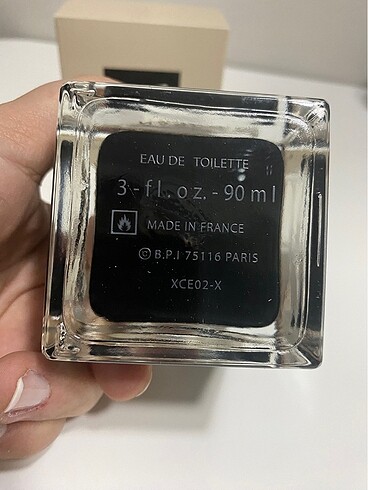 EAU DE TOILETTE
3-fl. oz.-90 ml
MADE IN FRANCE
© B.P.I 75116 PARIS
XCE02-X